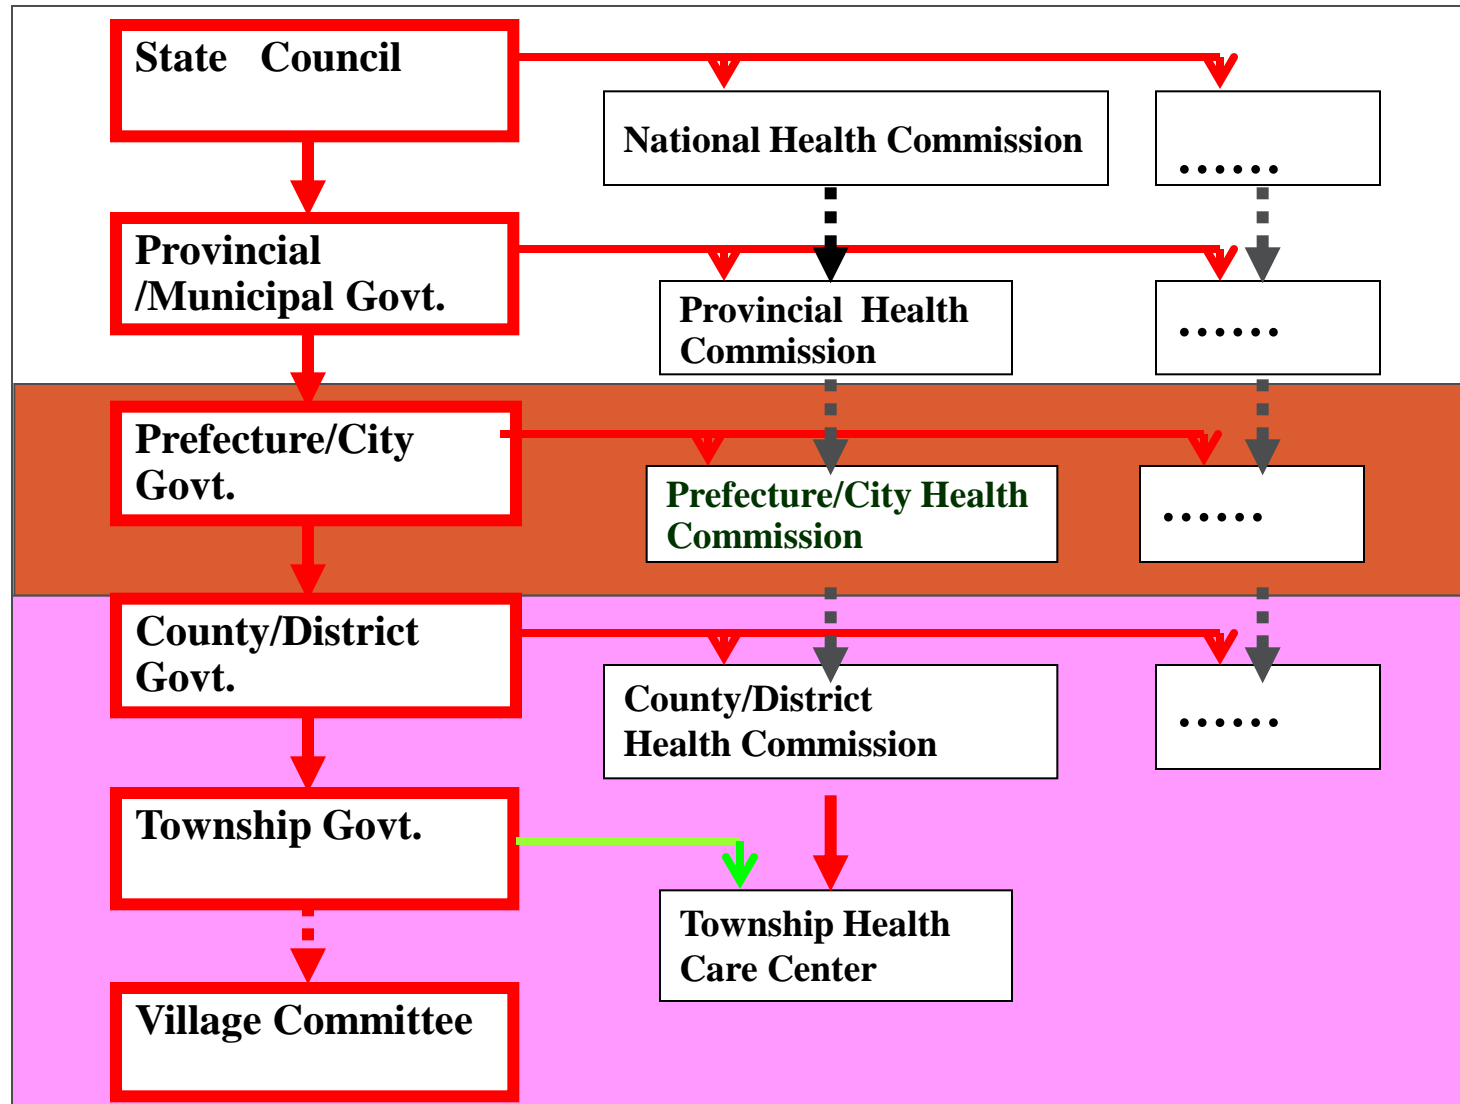 State Council
National Health Commission
......
Provincial
/Municipal Govt.
Provincial Health
Commission
......
Prefecture/City
Govt.
Prefecture/City Health
Commission
......
County/District
Govt.
County/District
Health Commission
......
Township Govt.
Township Health
Care Center
Village Committee